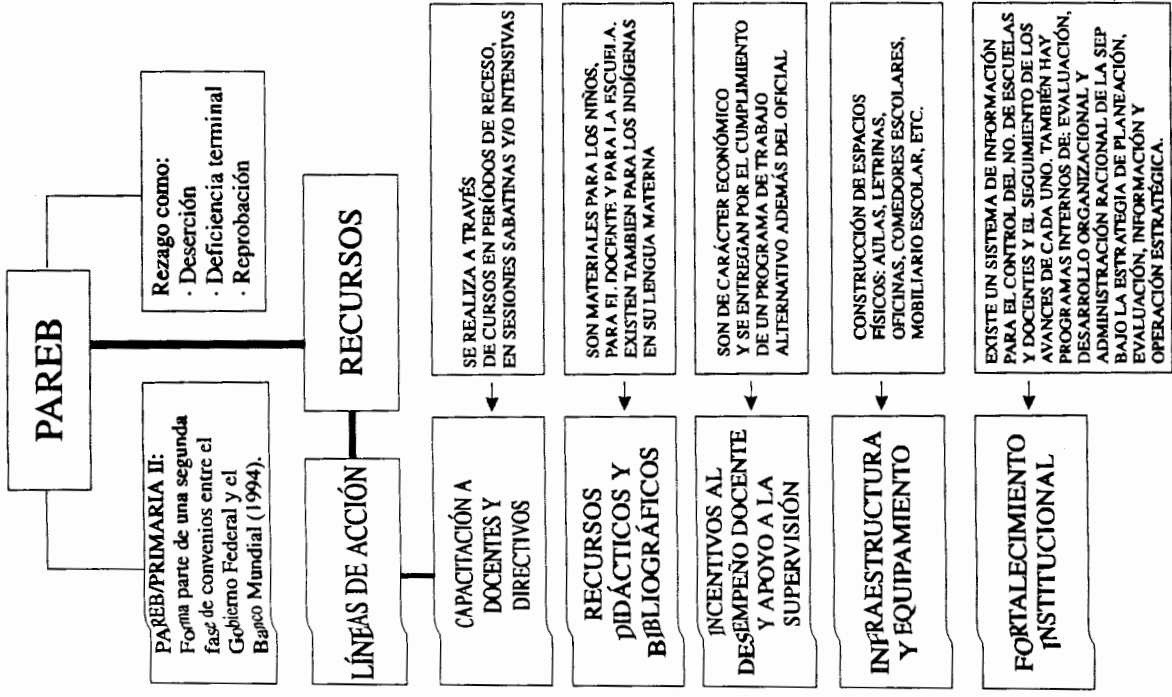 PAREB
PAREB/PRIMARIA II:
Forma parte de una segunda
fase de convenios entre el
Gobierno Federal y el
Banco Mundial (1994).
Rezago como:
· Deserción
· Deficiencia terminal
· Reprobación
LÍNEAS DE ACCIÓN
RECURSOS
CAPACITACIÓN A
DOCENTES Y
DIRECTIVOS
SE REALIZA A TRAVÉS
DE CURSOS EN PERÍODOS DE RECESO,
EN SESIONES SABATINAS Y/O INTENSIVAS
RECURSOS
DIDÁCTICOS Y
BIBLIOGRÁFICOS
SON MATERIALES PARA LOS NIÑOS,
PARA EL DOCENTE Y PARA LA ESCUELA.
EXISTEN TAMBIEN PARA LOS INDÍGENAS
EN SU LENGUA MATERNA
INCENTIVOS AL
DESEMPEÑO DOCENTE
Y APOYO A LA
SUPERVISIÓN
SON DE CARÁCTER ECONÓMICO
Y SE ENTREGAN POR EL CUMPLIMIENTO
DE UN PROGRAMA DE TRABAJO
ALTERNATIVO ADEMÁS DEL OFICIAL
INFRAESTRUCTURA
Y EQUIPAMIENTO
CONSTRUCCIÓN DE ESPACIOS
FÍSICOS: AULAS, LETRINAS,
OFICINAS, COMEDORES ESCOLARES,
MOBILIARIO ESCOLAR, ETC.
FORTALECIMIENTO
INSTITUCIONAL
EXISTE UN SISTEMA DE INFORMACIÓN
PARA EL CONTROL DEL NO. DE ESCUELAS
Y DOCENTES Y EL SEGUIMIENTO DE LOS
AVANCES DE CADA UNO. TAMBIÉN HAY
PROGRAMAS INTERNOS DE: EVALUACIÓN,
DESARROLLO ORGANIZACIONAL Y
ADMINISTRACIÓN RACIONAL DE LA SEP
BAJO LA ESTRATEGIA DE PLANEACIÓN,
EVALUACIÓN, INFORMACIÓN Y
OPERACIÓN ESTRATÉGICA.